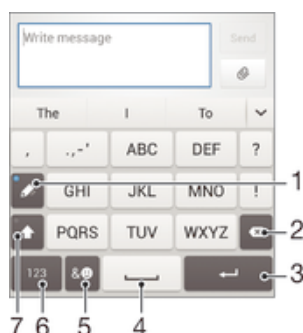 Write message
Send
The I To
, .,-' ABC DEF ?
GHI JKL MNO ! 1
PQRS TUV WXYZ 2
123 &☻ 3
7 6 5 4